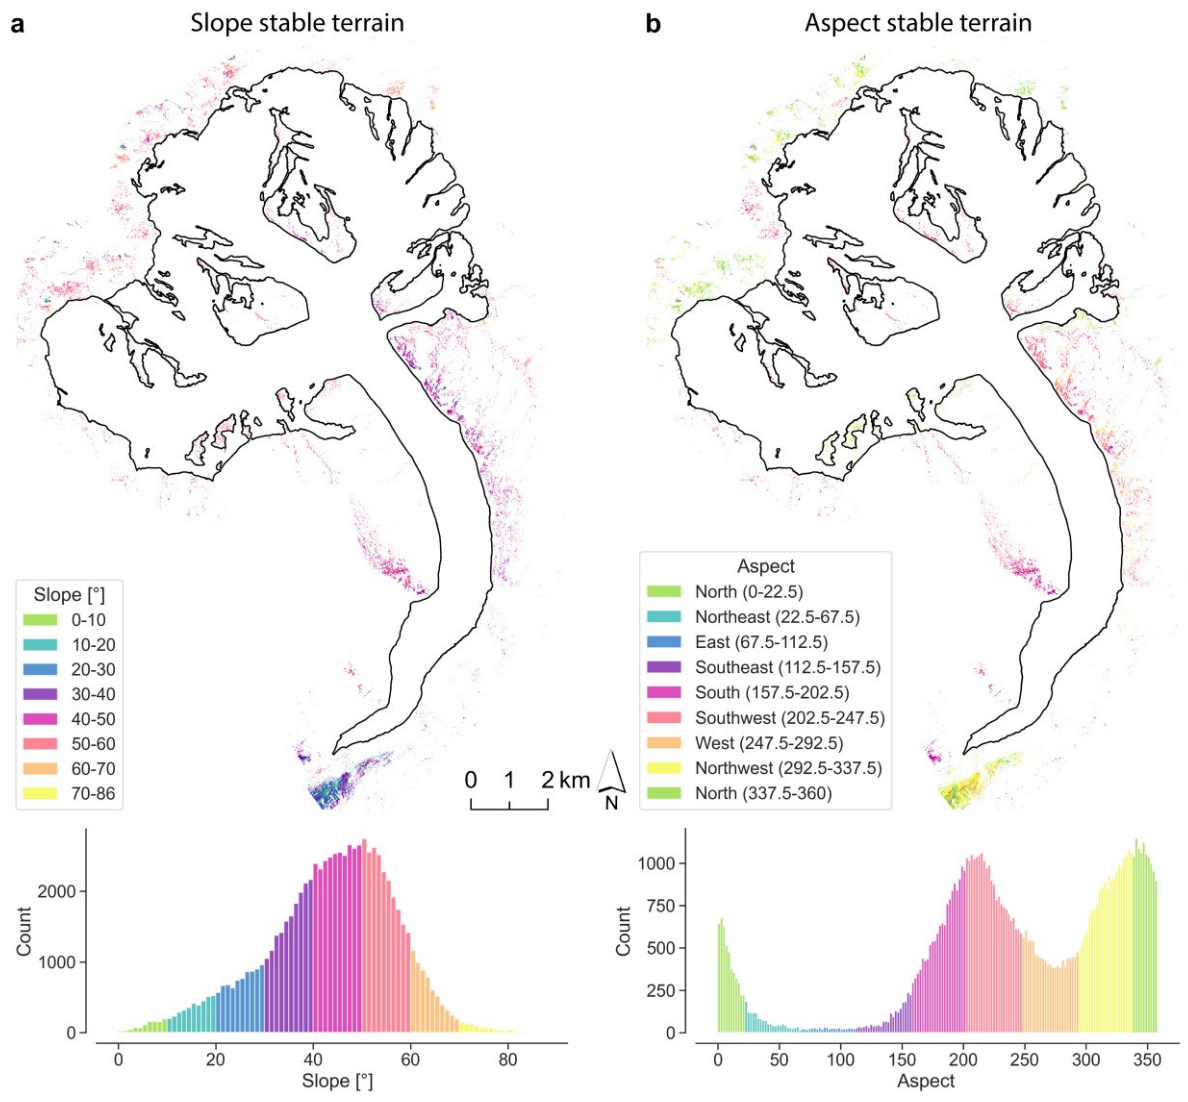 a
Slope stable terrain
b
Aspect stable terrain
Slope [°]
0-10
10-20
20-30
30-40
40-50
50-60
60-70
70-86
0 1 2 km
N
Aspect
North (0-22.5)
Northeast (22.5-67.5)
East (67.5-112.5)
Southeast (112.5-157.5)
South (157.5-202.5)
Southwest (202.5-247.5)
West (247.5-292.5)
Northwest (292.5-337.5)
North (337.5-360)
Count
2000
1000
0
0 20 40 60 80
Slope [°]
Count
1000
750
500
250
0
0 50 100 150 200 250 300 350
Aspect